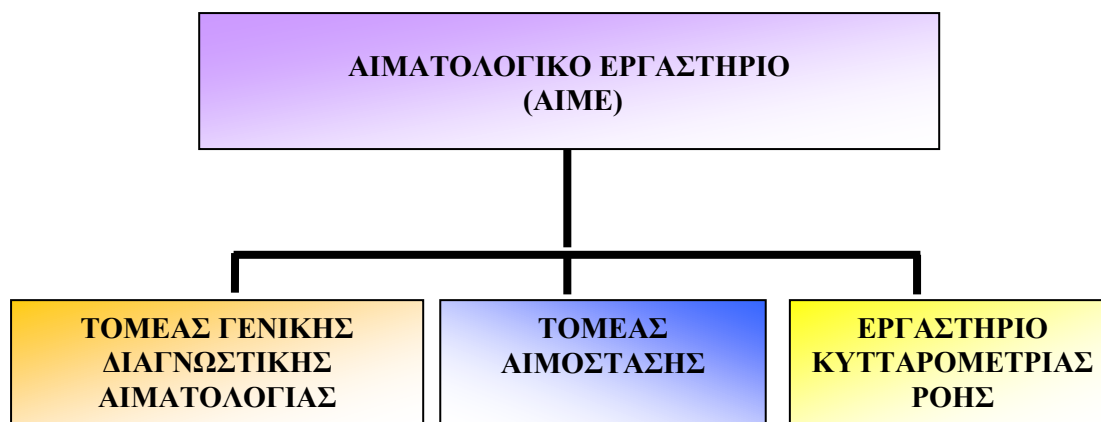 ΑΙΜΑΤΟΛΟΓΙΚΟ ΕΡΓΑΣΤΗΡΙΟ
(ΑΙΜΕ)
ΤΟΜΕΑΣ ΓΕΝΙΚΗΣ
ΔΙΑΓΝΩΣΤΙΚΗΣ
ΑΙΜΑΤΟΛΟΓΙΑΣ
ΤΟΜΕΑΣ
ΑΙΜΟΣΤΑΣΗΣ
ΕΡΓΑΣΤΗΡΙΟ
ΚΥΤΤΑΡΟΜΕΤΡΙΑΣ
ΡΟΗΣ